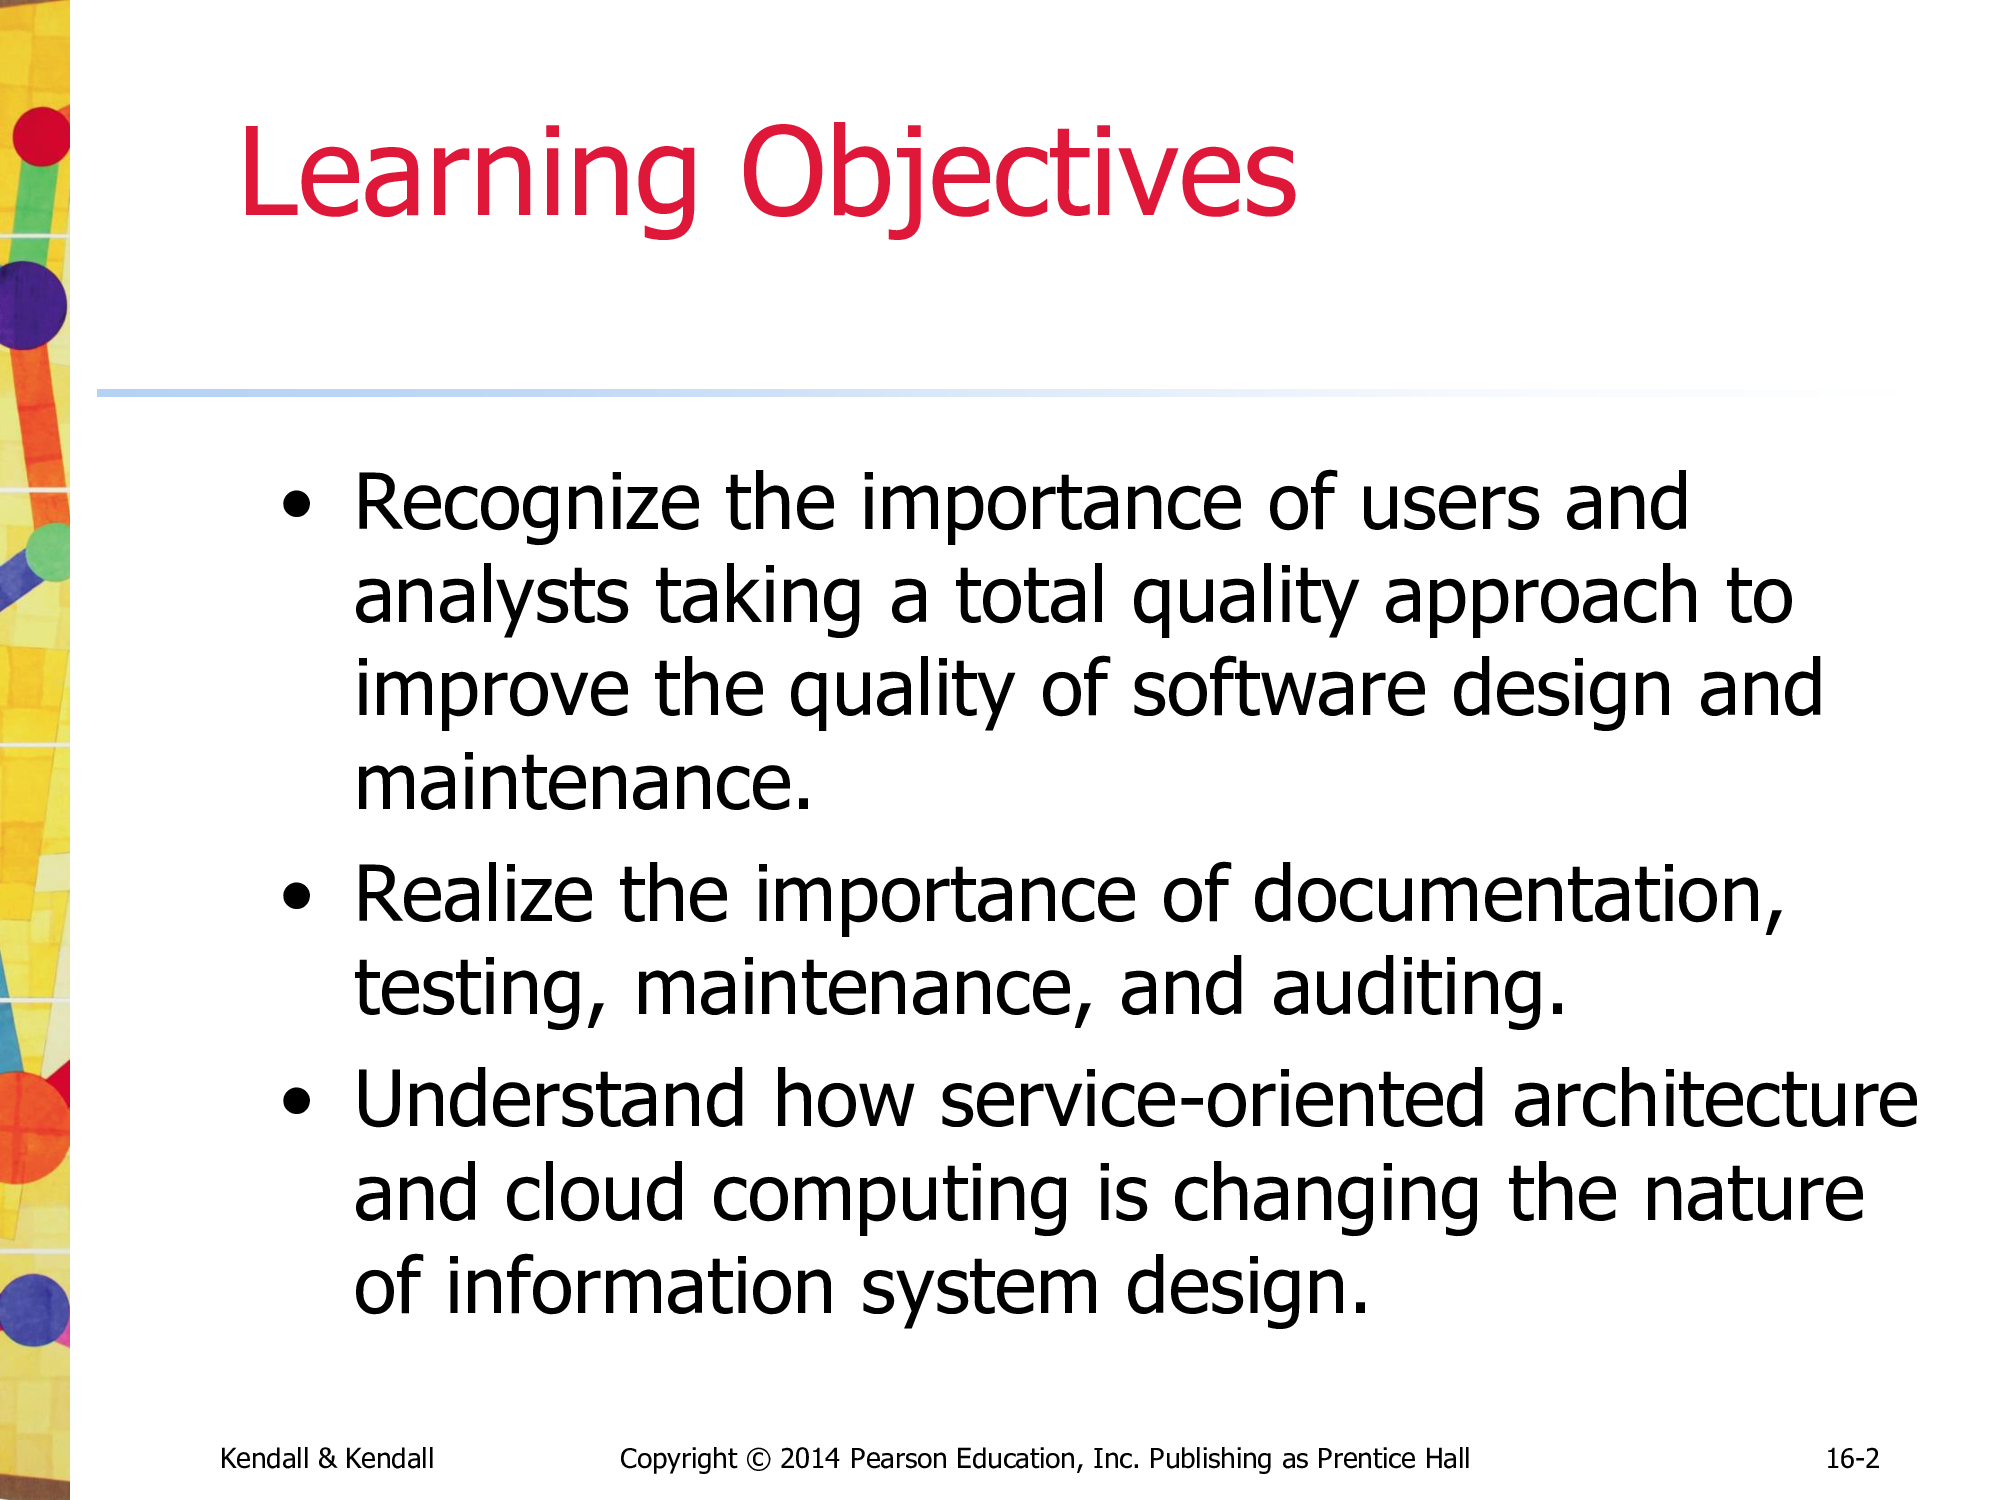 Learning Objectives
• Recognize the importance of users and
analysts taking a total quality approach to
improve the quality of software design and
maintenance.
• Realize the importance of documentation,
testing, maintenance, and auditing.
• Understand how service-oriented architecture
and cloud computing is changing the nature
of information system design.
Kendall & Kendall
Copyright © 2014 Pearson Education, Inc. Publishing as Prentice Hall
16-2